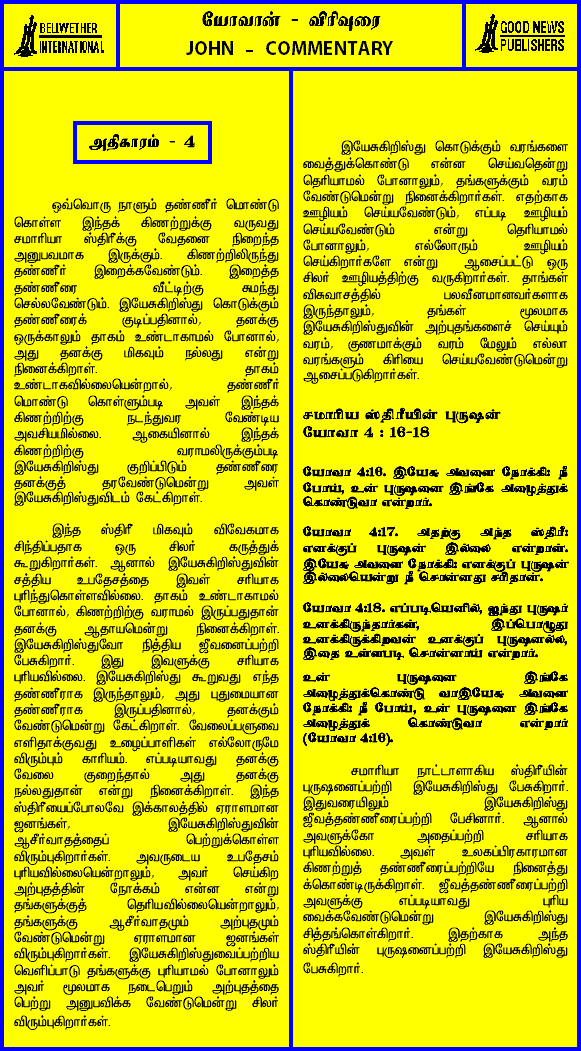 BELWETHER
INTERNATIONAL
யோவான் - விரிவுரை
JOHN - COMMENTARY
GOOD NEWS
PUBLISHERS
அதிகாரம் - 4
ஒவ்வொரு நாளும் தண்ணீர் மொண்டு
கொள்ள இந்தக் கிணற்றுக்கு வருவது
சமாரியா ஸ்திரீக்கு வேதனை நிறைந்த
அனுபவமாக இருக்கும். கிணற்றிலிருந்து
தண்ணீர் இறைக்கவேண்டும். இறைத்த
தண்ணீரை வீட்டிற்கு சுமந்து
செல்லவேண்டும். இயேசுகிறிஸ்து கொடுக்கும்
தண்ணீரைக் குடிப்பதினால், தனக்கு
ஒருக்காலும் தாகம் உண்டாகாமல் போனால்,
அது தனக்கு மிகவும் நல்லது என்று
நினைக்கிறாள். தாகம்
உண்டாகவில்லையென்றால், தண்ணீர்
மொண்டு கொள்ளும்படி அவள் இந்தக்
கிணற்றிற்கு நடந்துவர வேண்டிய
அவசியமில்லை. ஆகையினால் இந்தக்
கிணற்றிற்கு வராமலிருக்கும்படி
இயேசுகிறிஸ்து குறிப்பிடும் தண்ணீரை
தனக்குத் தரவேண்டுமென்று அவள்
இயேசுகிறிஸ்துவிடம் கேட்கிறாள்.
இந்த ஸ்திரீ மிகவும் விவேகமாக
சிந்திப்பதாக ஒரு சிலர் கருத்துக்
கூறுகிறார்கள். ஆனால் இயேசுகிறிஸ்துவின்
சத்திய உபதேசத்தை இவள் சரியாக
புரிந்துகொள்ளவில்லை. தாகம் உண்டாகாமல்
போனால், கிணற்றிற்கு வராமல் இருப்பதுதான்
தனக்கு ஆதாயமென்று நினைக்கிறாள்.
இயேசுகிறிஸ்துவோ நித்திய ஜீவனைப்பற்றி
பேசுகிறார். இது இவளுக்கு சரியாக
புரியவில்லை. இயேசுகிறிஸ்து கூறுவது எந்த
தண்ணீராக இருந்தாலும், அது புதுமையான
தண்ணீராக இருப்பதினால், தனக்கும்
வேண்டுமென்று கேட்கிறாள். வேலைப்பளுவை
எளிதாக்குவது உழைப்பாளிகள் எல்லோருமே
விரும்பும் காரியம். எப்படியாவது தனக்கு
வேலை குறைந்தால் அது தனக்கு
நல்லதுதான் என்று நினைக்கிறாள். இந்த
ஸ்திரீயைப்போலவே இக்காலத்தில் ஏராளமான
ஜனங்கள், இயேசுகிறிஸ்துவின்
ஆசீர்வாதத்தைப் பெற்றுக்கொள்ள
விரும்புகிறார்கள். அவருடைய உபதேசம்
புரியவில்லையென்றாலும், அவர் செய்கிற
அற்புதத்தின் நோக்கம் என்ன என்று
தங்களுக்குத் தெரியவில்லையென்றாலும்,
தங்களுக்கு ஆசீர்வாதமும் அற்புதமும்
வேண்டுமென்று ஏராளமான ஜனங்கள்
விரும்புகிறார்கள். இயேசுகிறிஸ்துவைப்பற்றிய
வெளிப்பாடு தங்களுக்கு புரியாமல் போனாலும்
அவர் மூலமாக நடைபெறும் அற்புதத்தை
பெற்று அனுபவிக்க வேண்டுமென்று சிலர்
விரும்புகிறார்கள்.
இயேசுகிறிஸ்து கொடுக்கும் வரங்களை
வைத்துக்கொண்டு என்ன செய்வதென்று
தெரியாமல் போனாலும், தங்களுக்கும் வரம்
வேண்டுமென்று நினைக்கிறார்கள். எதற்காக
ஊழியம் செய்யவேண்டும், எப்படி ஊழியம்
செய்யவேண்டும் என்று தெரியாமல்
போனாலும், எல்லோரும் ஊழியம்
செய்கிறார்களே என்று ஆசைப்பட்டு ஒரு
சிலர் ஊழியத்திற்கு வருகிறார்கள். தாங்கள்
விசுவாசத்தில் பலவீனமானவர்களாக
இருந்தாலும், தங்கள் மூலமாக
இயேசுகிறிஸ்துவின் அற்புதங்களைச் செய்யும்
வரம், குணமாக்கும் வரம் மேலும் எல்லா
வரங்களும் கிரியை செய்யவேண்டுமென்று
ஆசைப்படுகிறார்கள்.
சமாரிய ஸ்திரீயின் புருஷன்
யோவா 4 : 16-18
யோவா 4:16. இயேசு அவளை நோக்கி: நீ
போய், உன் புருஷனை இங்கே அழைத்துக்
கொண்டுவா என்றார்.
யோவா 4:17. அதற்கு அந்த ஸ்திரீ:
எனக்குப் புருஷன் இல்லை என்றாள்.
இயேசு அவளை நோக்கி: எனக்குப் புருஷன்
இல்லையென்று நீ சொன்னது சரிதான்.
யோவா 4:18. எப்படியெனில், ஐந்து புருஷர்
உனக்கிருந்தார்கள், இப்பொழுது
உனக்கிருக்கிறவன் உனக்குப் புருஷனல்ல,
இதை உள்ளபடி சொன்னாய் என்றார்.
உன் புருஷனை இங்கே
அழைத்துக்கொண்டு வாஇயேசு அவளை
நோக்கி: நீ போய், உன் புருஷனை இங்கே
அழைத்துக் கொண்டுவா என்றார்
(யோவா 4:16).
சமாரியா நாட்டாளாகிய ஸ்திரீயின்
புருஷனைப்பற்றி இயேசுகிறிஸ்து பேசுகிறார்.
இதுவரையிலும் இயேசுகிறிஸ்து
ஜீவத்தண்ணீரைப்பற்றி பேசினார். ஆனால்
அவளுக்கோ அதைப்பற்றி சரியாக
புரியவில்லை. அவள் உலகப்பிரகாரமான
கிணற்றுத் தண்ணீரைப்பற்றியே நினைத்து
க்கொண்டிருக்கிறாள். ஜீவத்தண்ணீரைப்பற்றி
அவளுக்கு எப்படியாவது புரிய
வைக்கவேண்டுமென்று இயேசுகிறிஸ்து
சித்தங்கொள்கிறார். இதற்காக அந்த
ஸ்திரீயின் புருஷனைப்பற்றி இயேசுகிறிஸ்து
பேசுகிறார்.